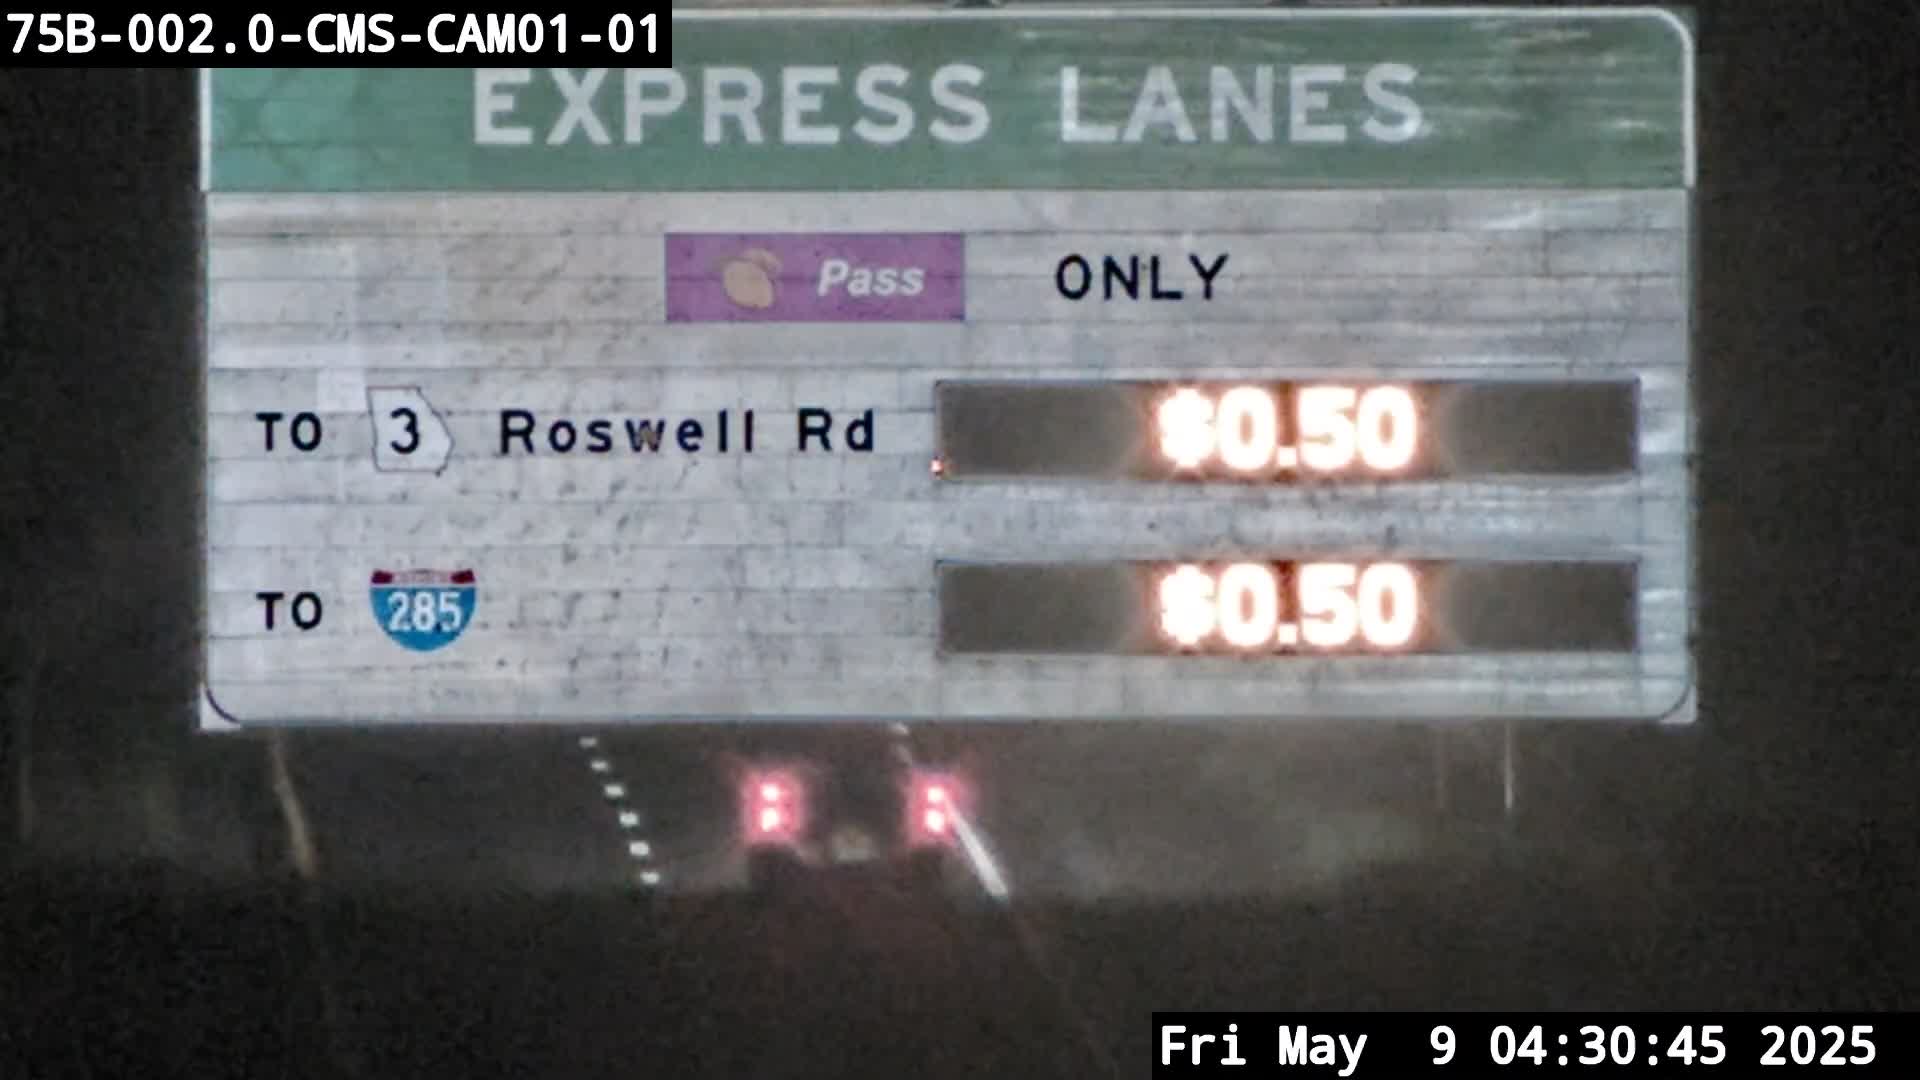 75B-002.0-CMS-CAM01-01
EXPRESS LANES
Pass ONLY
TO 3 Roswell Rd $0.50
TO 285 $0.50
Fri May 9 04:30:45 2025